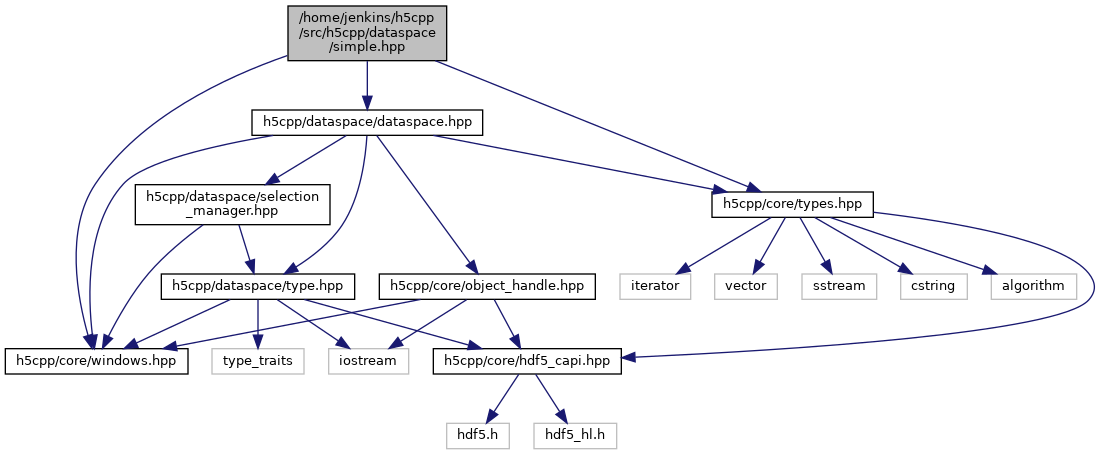 /home/jenkins/h5cpp
/src/h5cpp/dataspace
/simple.hpp
h5cpp/dataspace/dataspace.hpp
h5cpp/dataspace/selection
_manager.hpp
h5cpp/core/types.hpp
h5cpp/dataspace/type.hpp
h5cpp/core/object_handle.hpp
iterator
vector
sstream
cstring
algorithm
h5cpp/core/windows.hpp
type_traits
iostream
h5cpp/core/hdf5_capi.hpp
hdf5.h
hdf5_hl.h